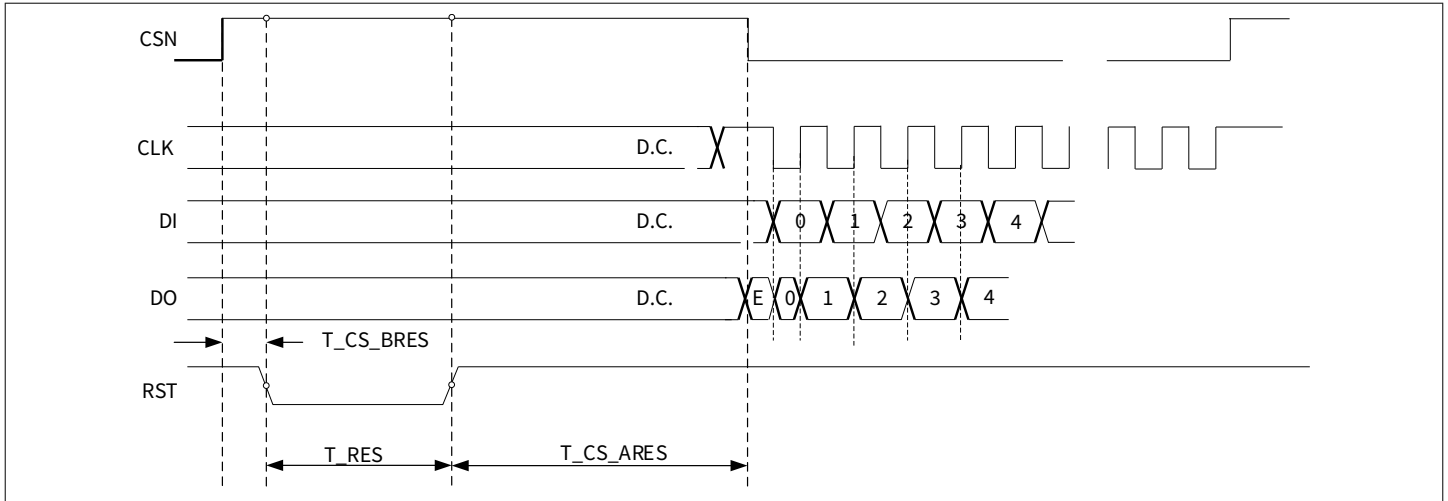 CSN
CLK D.C.
DI D.C. 0 1 2 3 4
DO D.C. E 0 1 2 3 4
T_CS_BRES
RST
T_RES T_CS_ARES